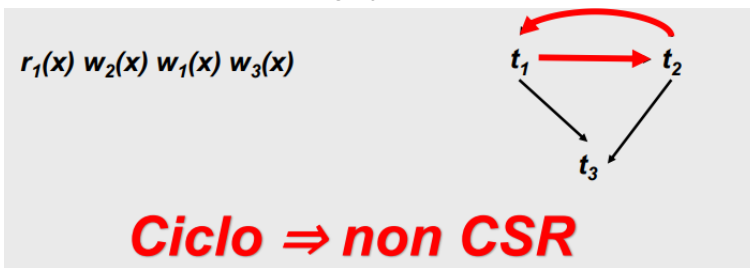 r₁(x) w₂(x) w₁(x) w₃(x)
t₁ t₂
t₃
Ciclo ⇒ non CSR